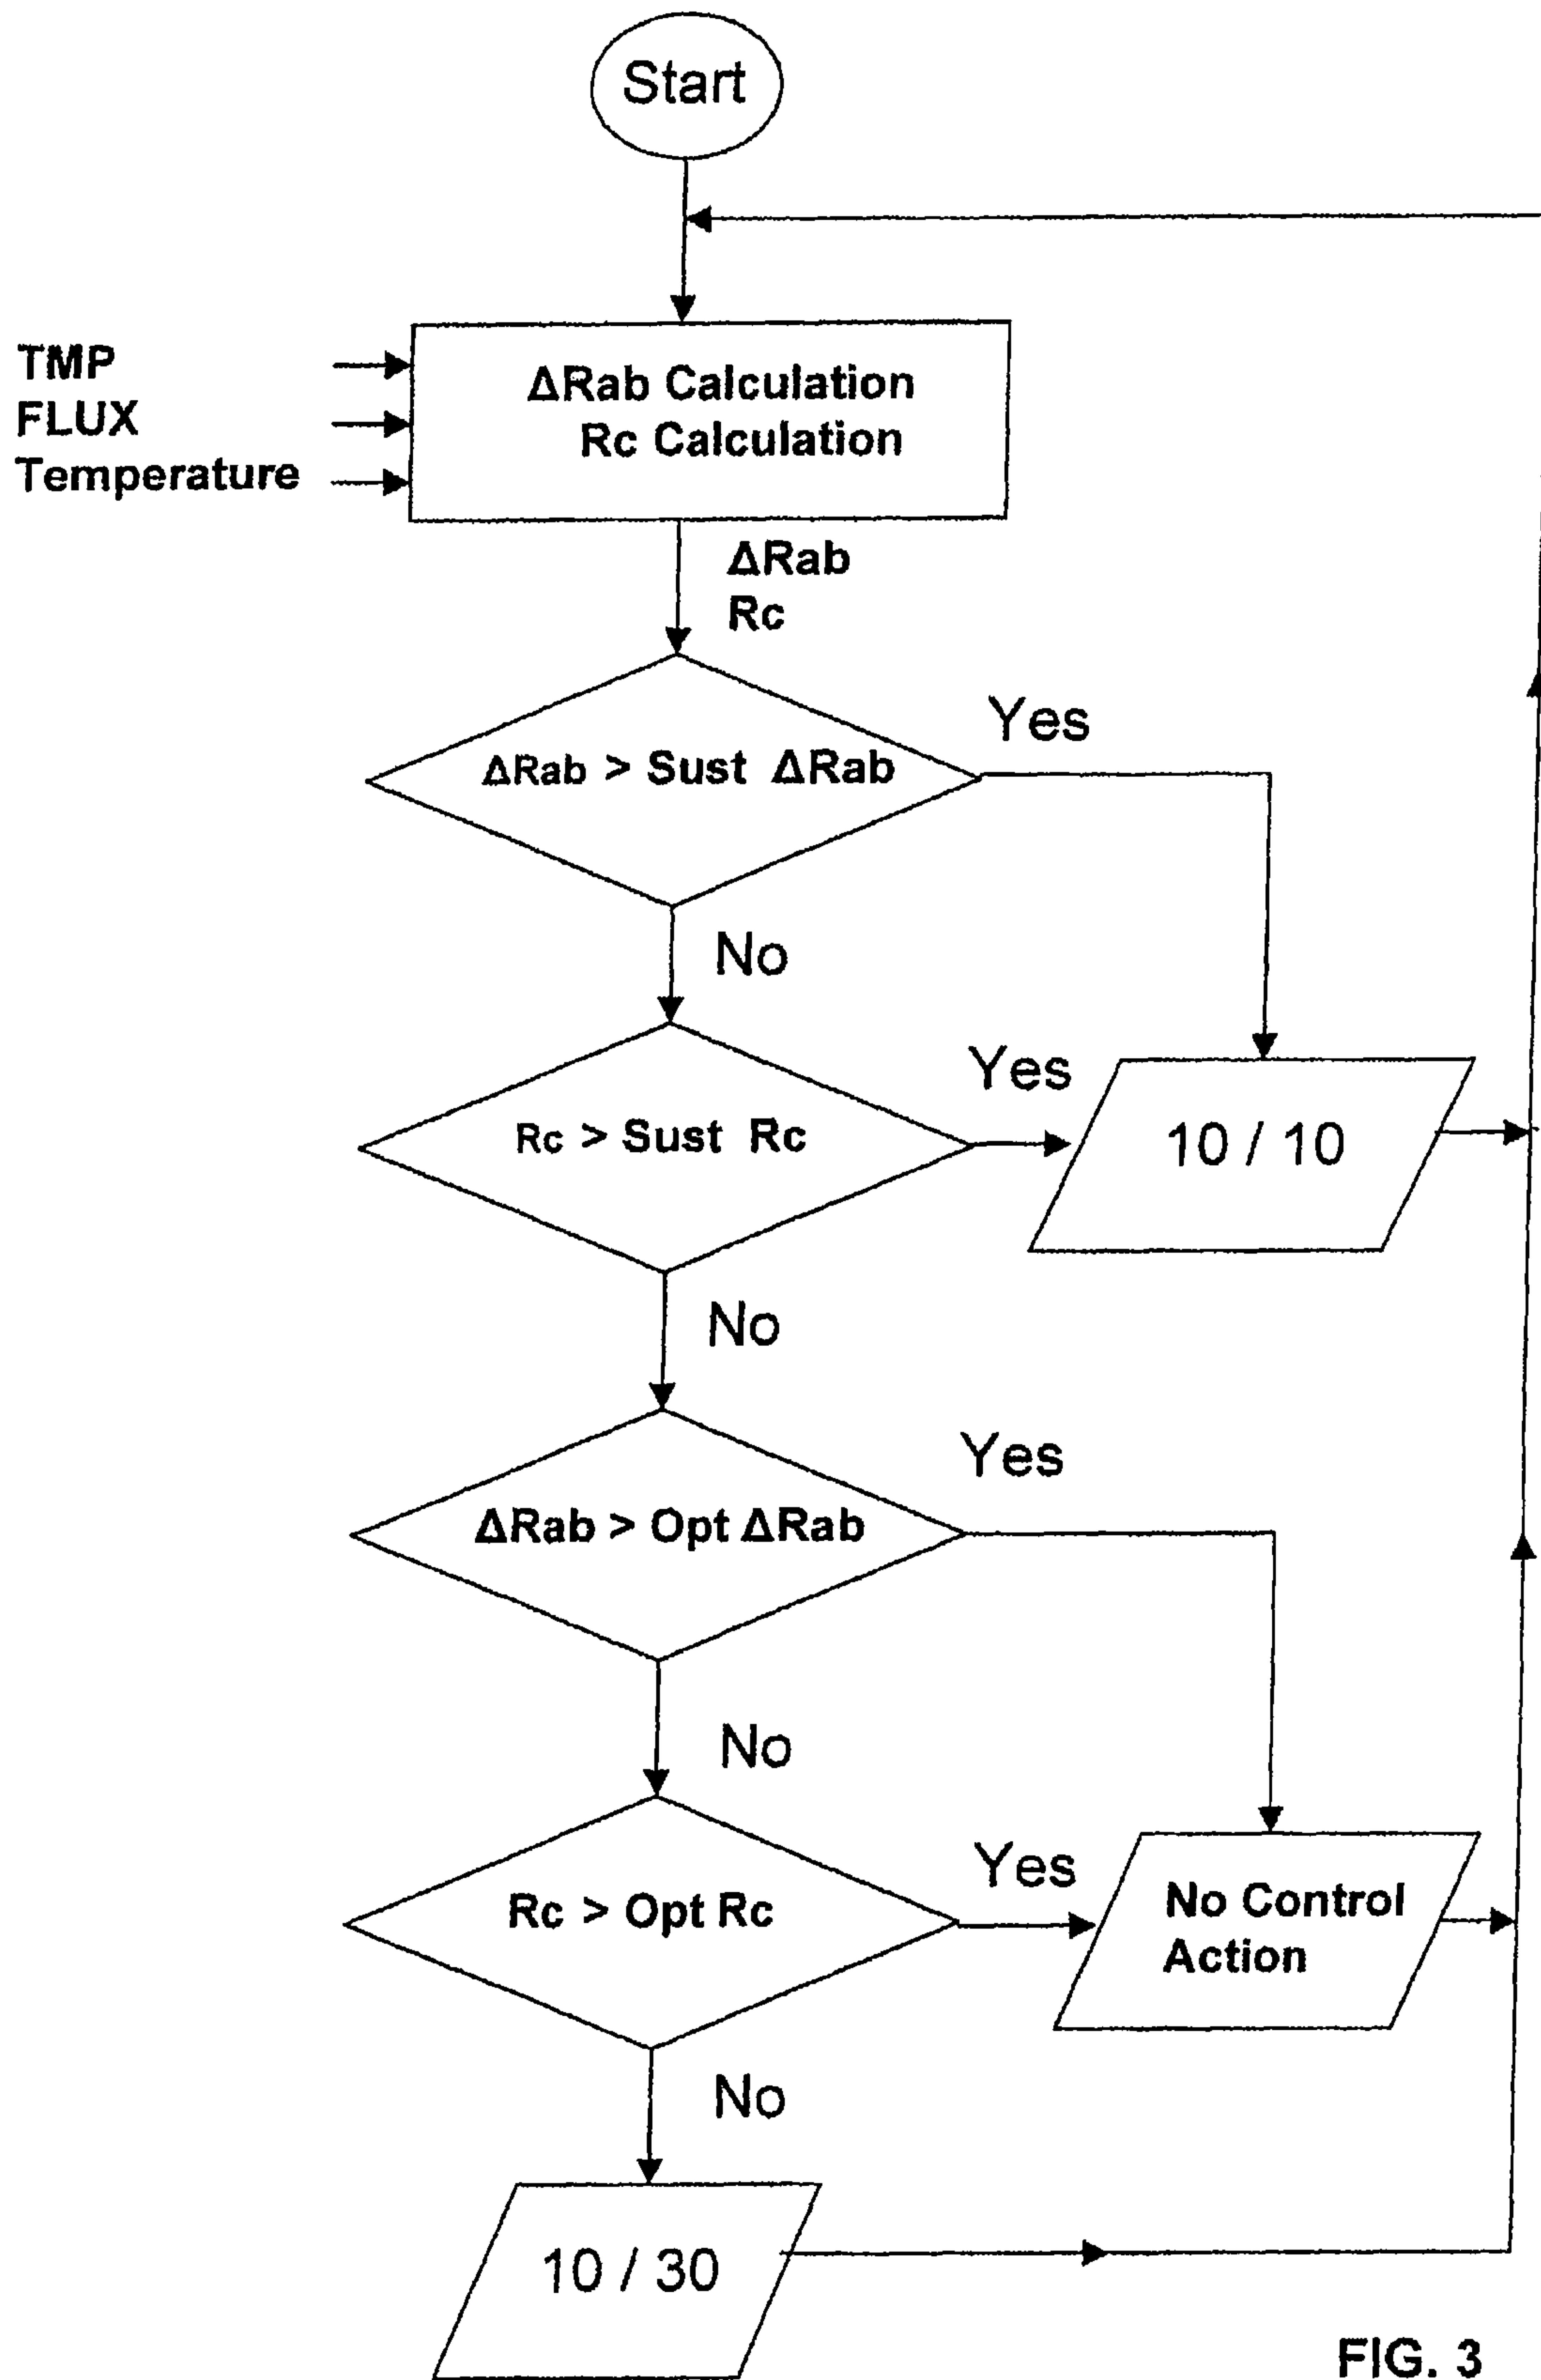 Start
TMP
FLUX
Temperature
ΔRab Calculation
Rc Calculation
ΔRab
Rc
ΔRab > Sust ΔRab
Yes
No
Rc > Sust Rc
Yes
10 / 10
No
ΔRab > Opt ΔRab
Yes
No
Rc > Opt Rc
Yes
No Control
Action
No
10 / 30
FIG. 3